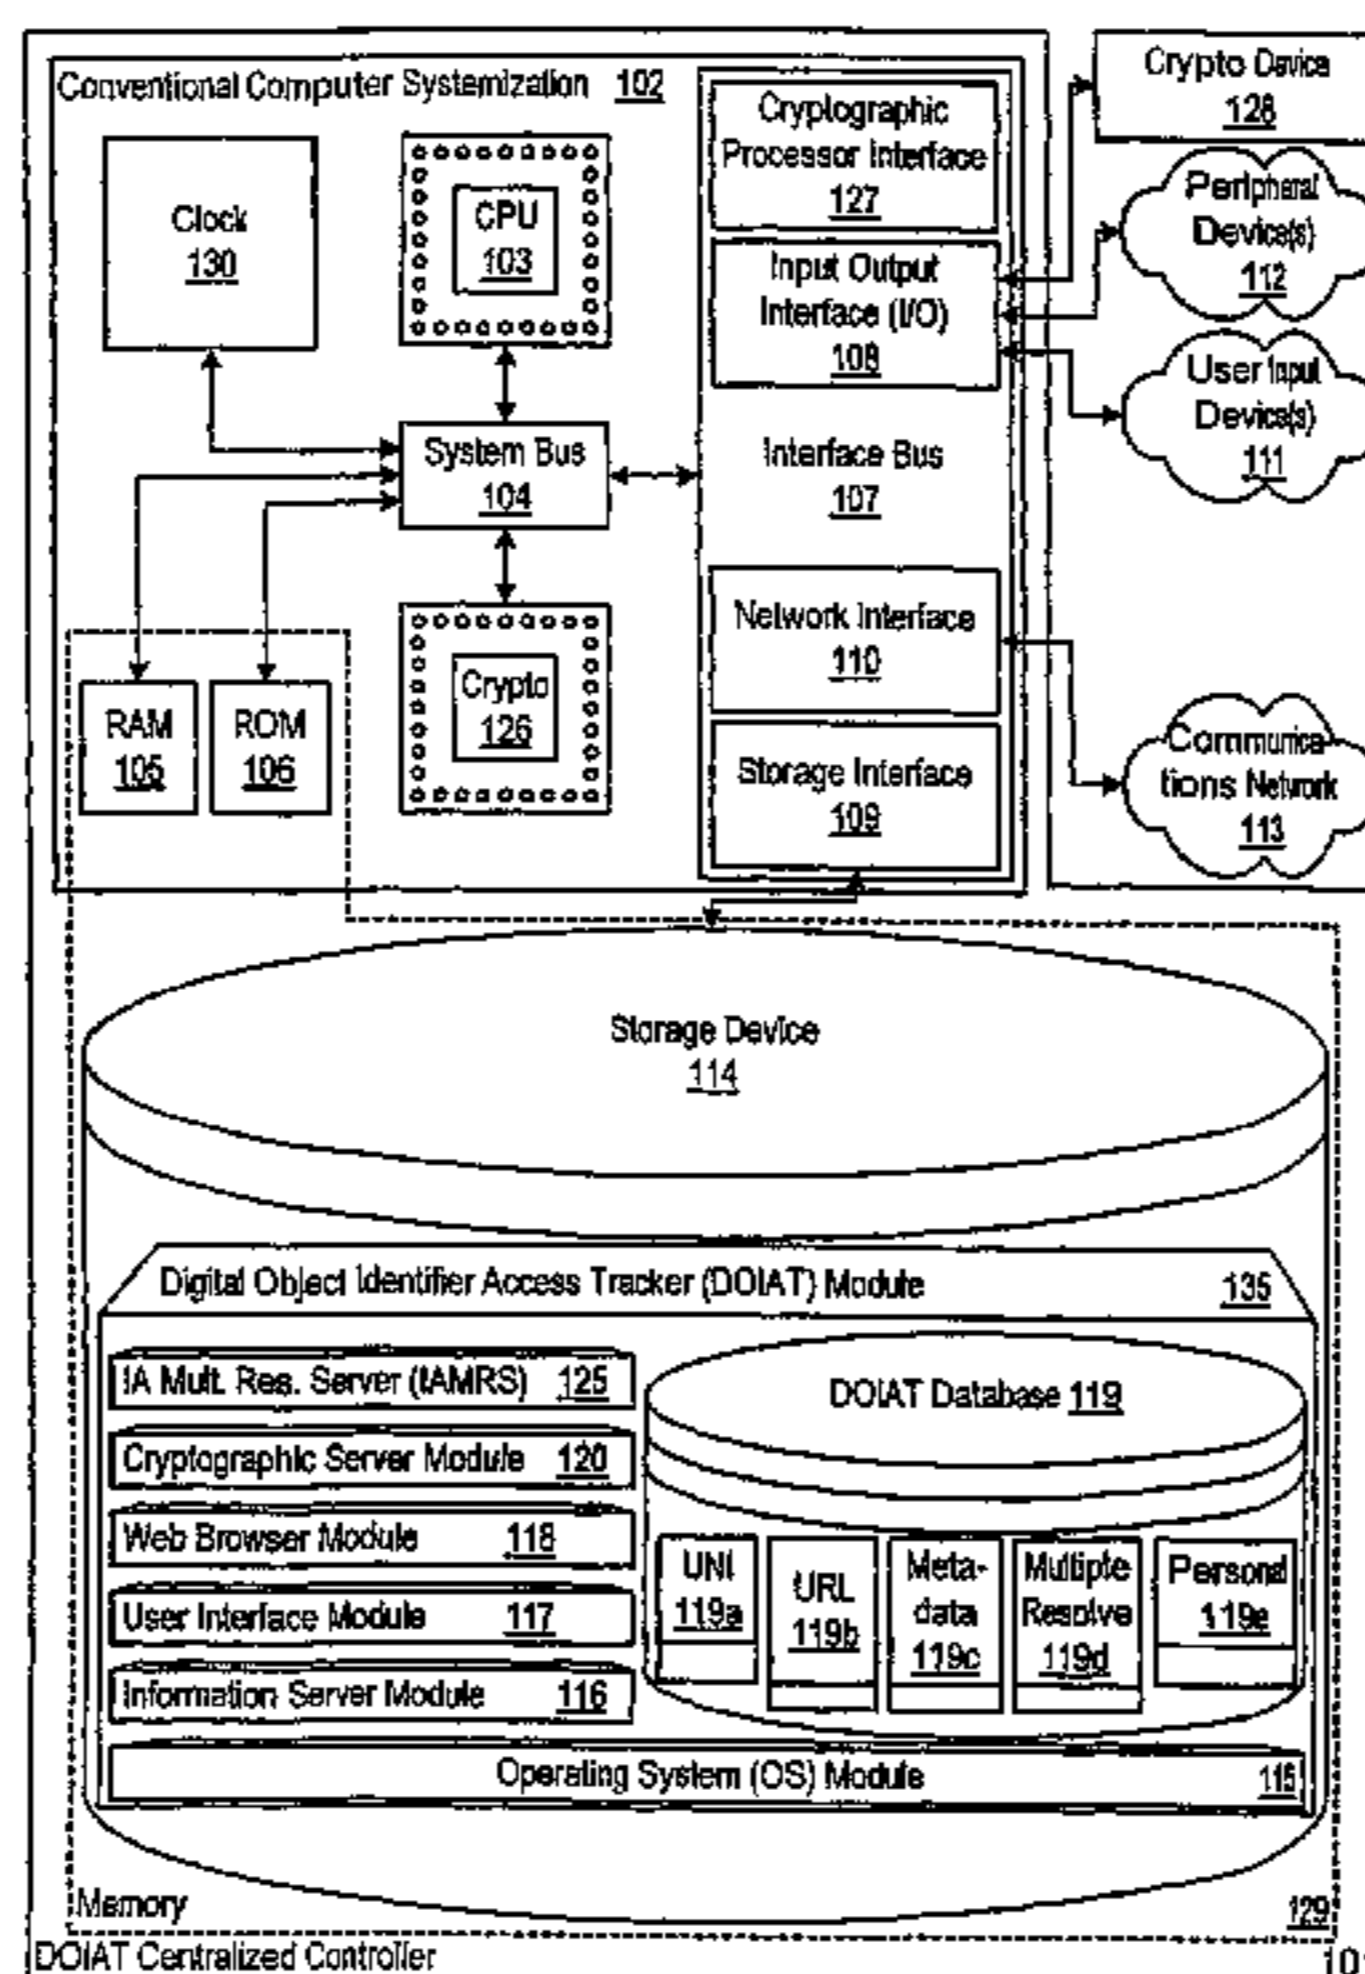 Conventional Computer Systemization 102
Clock
130
CPU
103
Cryptographic
Processor Interface
127
Input Output
Interface (I/O)
108
Crypto Device
128
Peripheral
Device(s)
112
User Input
Device(s)
111
System Bus
104
Interface Bus
107
Network Interface
110
Crypto
126
RAM
105
ROM
106
Storage Interface
109
Communica-
tions Network
113
Storage Device
114
Digital Object Identifier Access Tracker (DOIAT) Module 135
IA Mult. Res. Server (IAMRS) 125
Cryptographic Server Module 120
Web Browser Module 118
User Interface Module 117
Information Server Module 116
DOIAT Database 119
UNI
119a
URL
119b
Meta-
data
119c
Multiple
Resolve
119d
Personal
119e
Operating System (OS) Module 115
Memory 129
DOIAT Centralized Controller 101